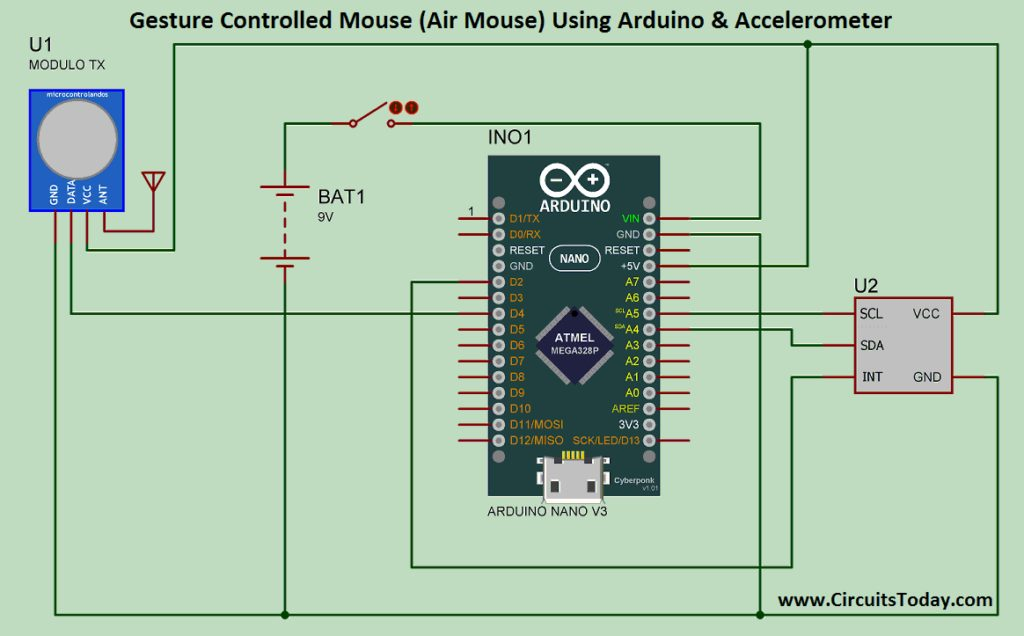 Gesture Controlled Mouse (Air Mouse) Using Arduino & Accelerometer
U1
MODULO TX
microcontrolandos
GND
DATA
VCC
ANT
BAT1
9V
INO1
ARDUINO
1
D1/TX
D0/RX
RESET
GND
D2
D3
D4
D5
D6
D7
D8
D9
D10
D11/MOSI
D12/MISO
NANO
ATMEL
MEGA328P
VIN
GND
RESET
+5V
A7
A6
SCL A5
SDA A4
A3
A2
A1
A0
AREF
3V3
SCK/LED/D13
Cyberponk
v1.01
ARDUINO NANO V3
U2
SCL VCC
SDA
INT GND
www.CircuitsToday.com